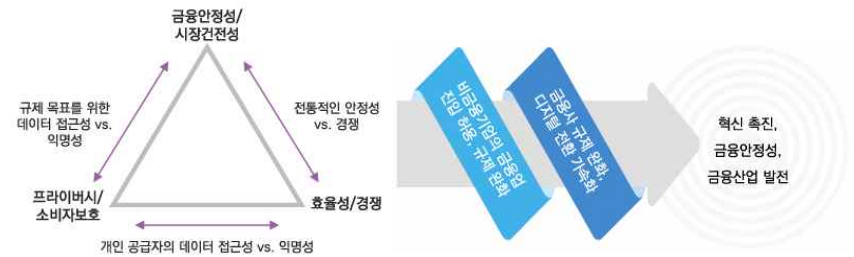 금융안정성/
시장건전성
규제 목표를 위한
데이터 접근성 vs.
익명성
전통적인 안정성
vs. 경쟁
프라이버시/
소비자보호
효율성/경쟁
개인 공급자의 데이터 접근성 vs. 익명성
비금융기업의 금융업
진입 허용, 규제 완화
금융사 규제 완화,
디지털 전환 가속화
혁신 촉진,
금융안정성,
금융산업 발전